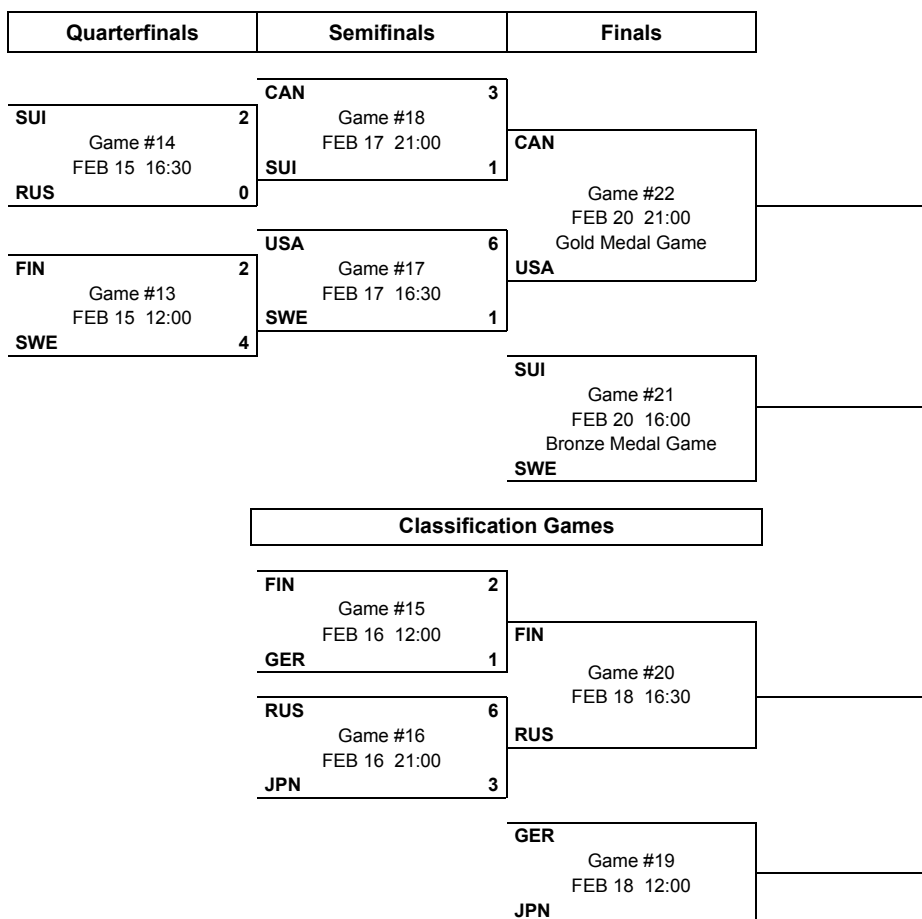 Quarterfinals Semifinals Finals
CAN 3
Game #18
FEB 17 21:00
SUI 1
SUI 2
Game #14
FEB 15 16:30
RUS 0
CAN
Game #22
FEB 20 21:00
Gold Medal Game
USA
USA 6
Game #17
FEB 17 16:30
SWE 1
FIN 2
Game #13
FEB 15 12:00
SWE 4
SUI
Game #21
FEB 20 16:00
Bronze Medal Game
SWE
Classification Games
FIN 2
Game #15
FEB 16 12:00
GER 1
FIN
Game #20
FEB 18 16:30
RUS
RUS 6
Game #16
FEB 16 21:00
JPN 3
GER
Game #19
FEB 18 12:00
JPN